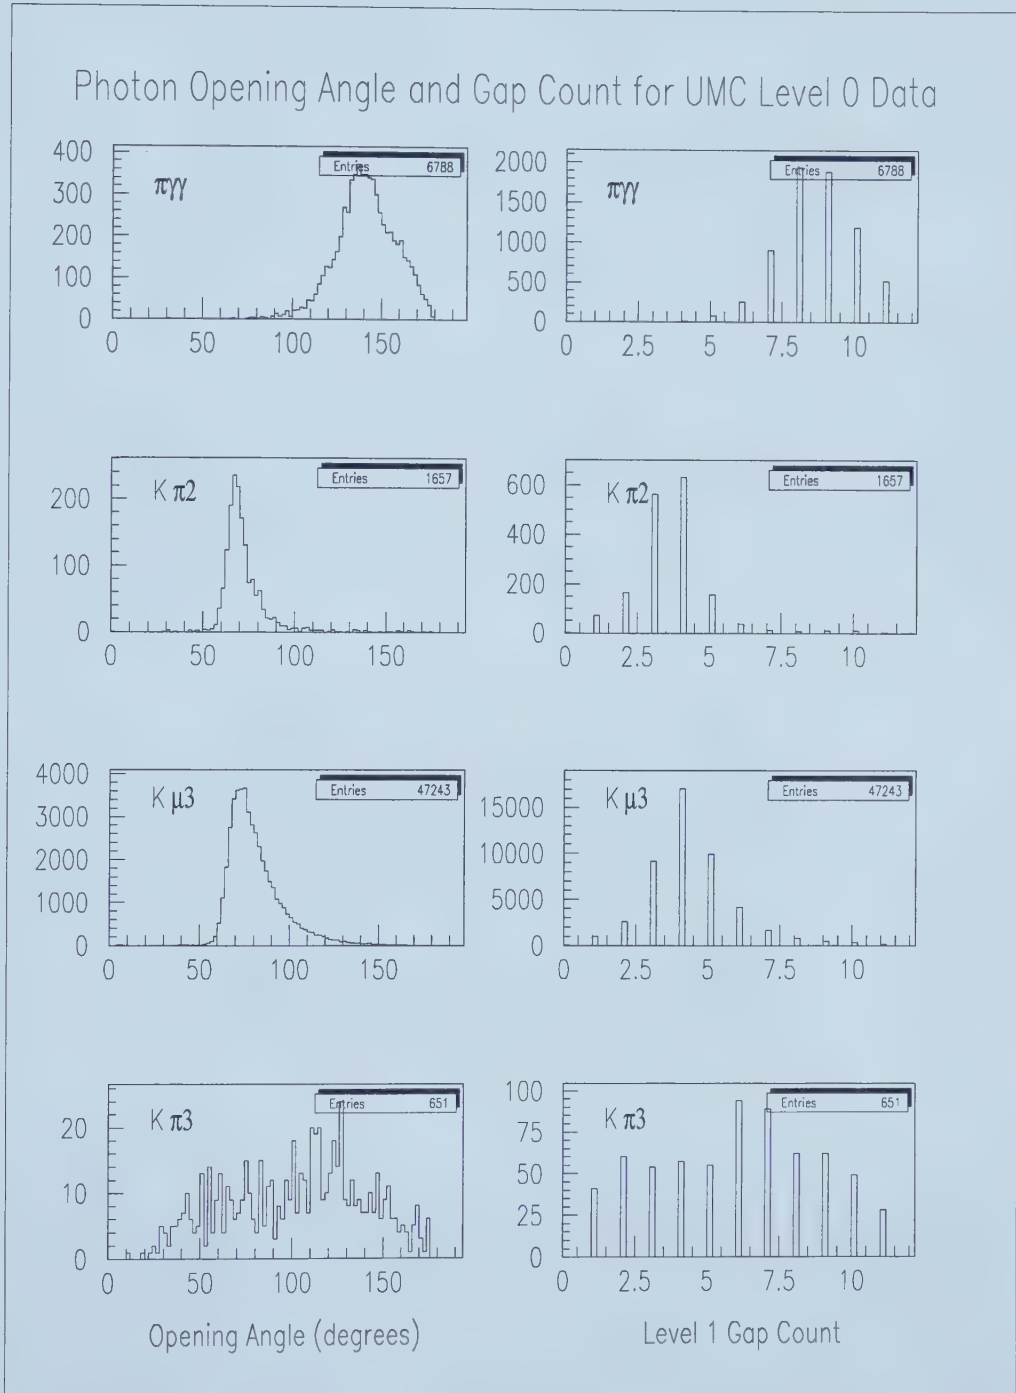 Photon Opening Angle and Gap Count for UMC Level 0 Data
πγγ
Entries 6788
400
300
200
100
0
0 50 100 150
πγγ
Entries 6788
2000
1500
1000
500
0
0 2.5 5 7.5 10
K π2
Entries 1657
200
100
0
0 50 100 150
K π2
Entries 1657
600
400
200
0
0 2.5 5 7.5 10
K μ3
Entries 47243
4000
3000
2000
1000
0
0 50 100 150
K μ3
Entries 47243
15000
10000
5000
0
0 2.5 5 7.5 10
K π3
Entries 651
20
10
0
0 50 100 150
Opening Angle (degrees)
K π3
Entries 651
100
75
50
25
0
0 2.5 5 7.5 10
Level 1 Gap Count